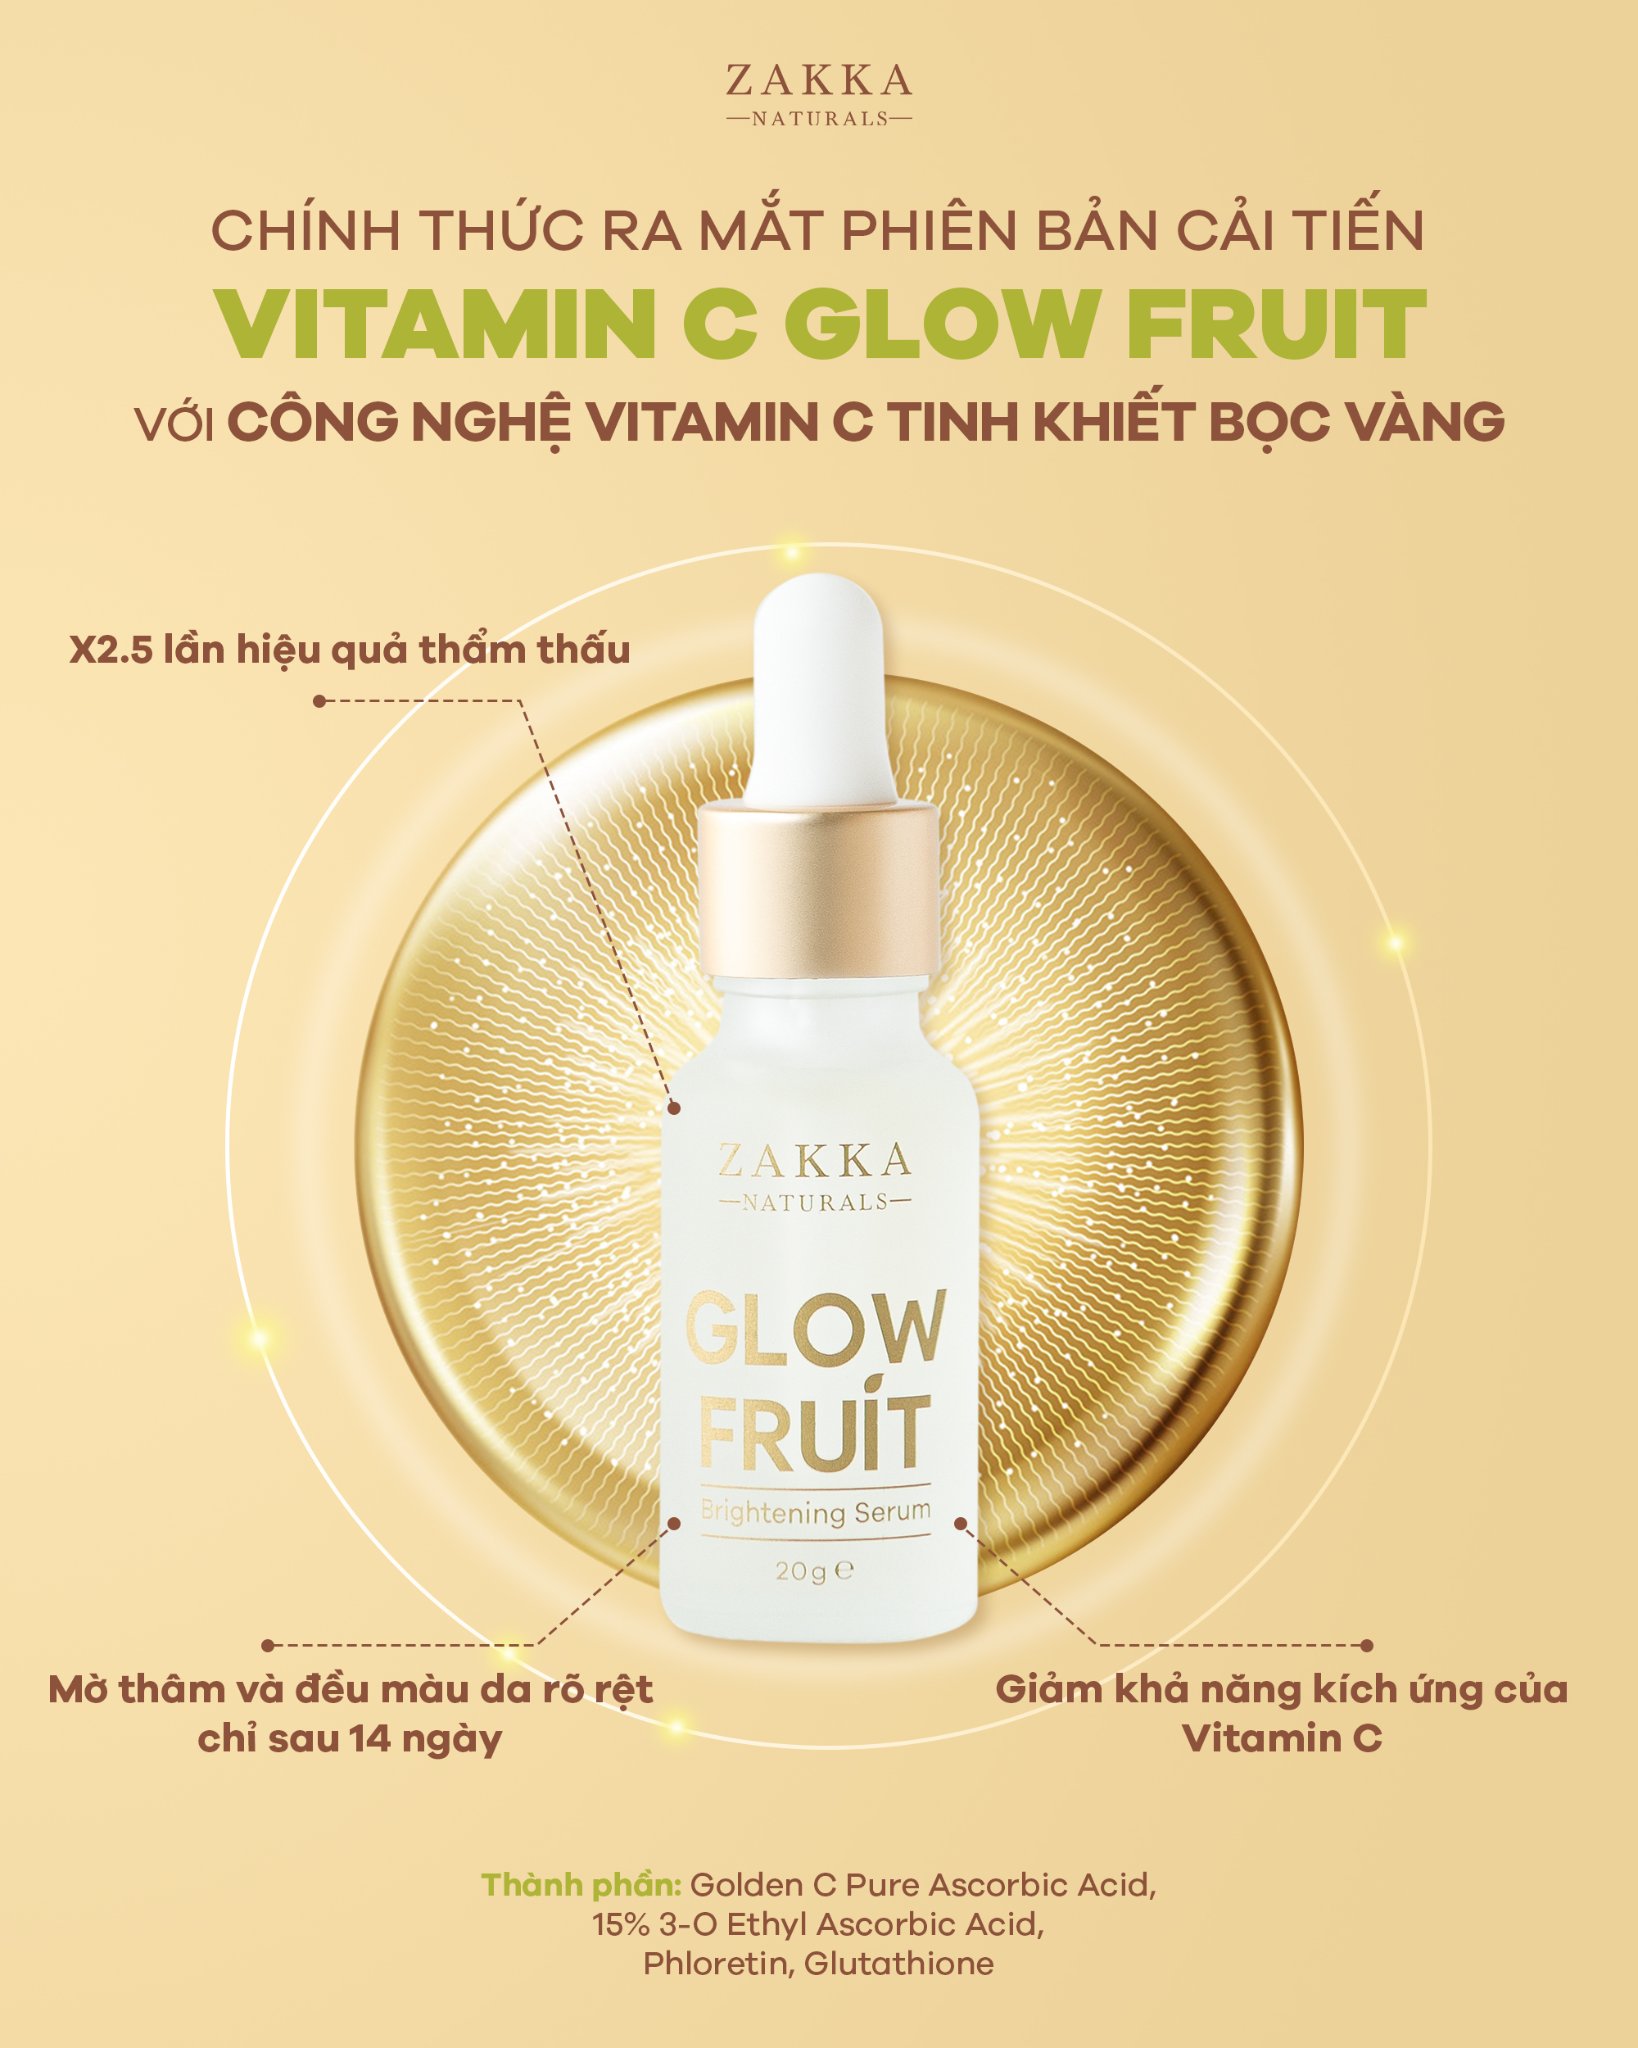 ZAKKA
NATURALS
CHÍNH THỨC RA MẮT PHIÊN BẢN CẢI TIẾN
VITAMIN C GLOW FRUIT
VỚI CÔNG NGHỆ VITAMIN C TINH KHIẾT BỌC VÀNG
X2.5 lần hiệu quả thẩm thấu
ZAKKA
NATURALS
GLOW
FRUIT
Brightening Serum
20g ℮
Mờ thâm và đều màu da rõ rệt
chỉ sau 14 ngày
Giảm khả năng kích ứng của
Vitamin C
Thành phần: Golden C Pure Ascorbic Acid,
15% 3-O Ethyl Ascorbic Acid,
Phloretin, Glutathione